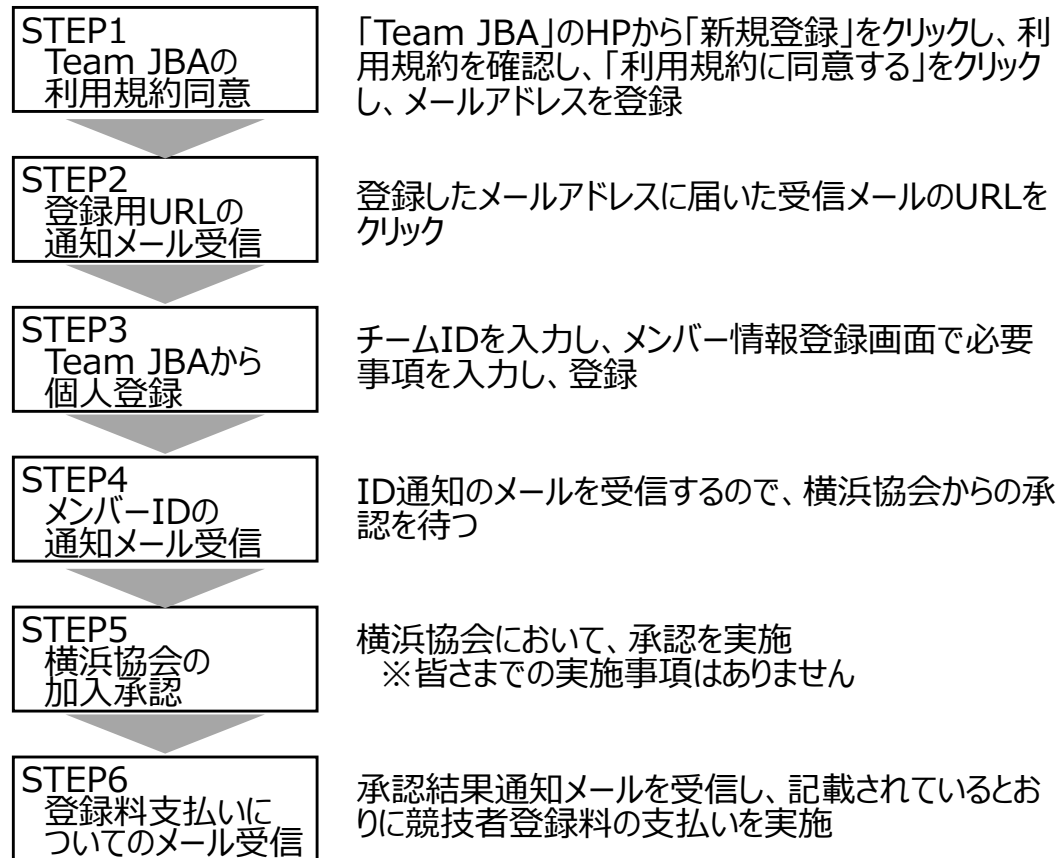 STEP1
Team JBAの
利用規約同意
「Team JBA」のHPから「新規登録」をクリックし、利
用規約を確認し、「利用規約に同意する」をクリック
し、メールアドレスを登録
STEP2
登録用URLの
通知メール受信
登録したメールアドレスに届いた受信メールのURLを
クリック
STEP3
Team JBAから
個人登録
チームIDを入力し、メンバー情報登録画面で必要
事項を入力し、登録
STEP4
メンバーIDの
通知メール受信
ID通知のメールを受信するので、横浜協会からの承
認を待つ
STEP5
横浜協会の
加入承認
横浜協会において、承認を実施
※皆さまでの実施事項はありません
STEP6
登録料支払いに
ついてのメール受信
承認結果通知メールを受信し、記載されているとお
りに競技者登録料の支払いを実施